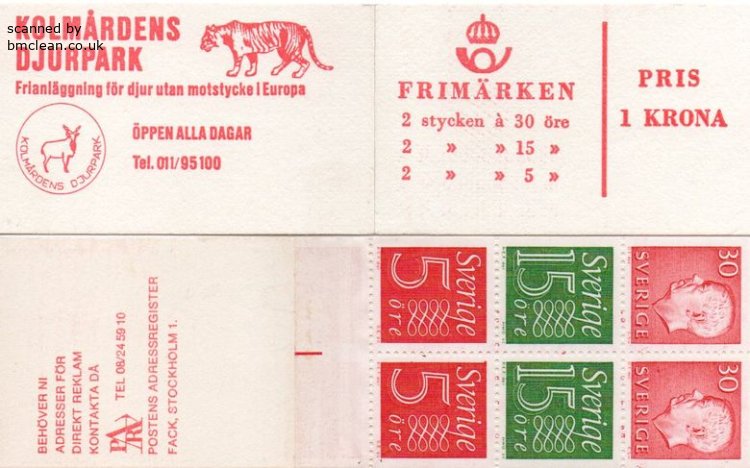 scanned by
bmclean.co.uk
KOLMÅRDENS
DJURPARK
Frianläggning för djur utan motstycke i Europa
KOLMÅRDENS DJURPARK
ÖPPEN ALLA DAGAR
Tel. 011/95100
FRIMÄRKEN
2 stycken à 30 öre
2 » » 15 »
2 » » 5 »
PRIS
1 KRONA
BEHÖVER NI
ADRESSER FÖR
DIREKT REKLAM
KONTAKTA DÅ
PAR TEL 08/24 59 10
POSTENS ADRESSREGISTER
FACK, STOCKHOLM 1.
Sverige
5
öre
Sverige
15
öre
30
SVERIGE
Sverige
5
öre
Sverige
15
öre
30
SVERIGE